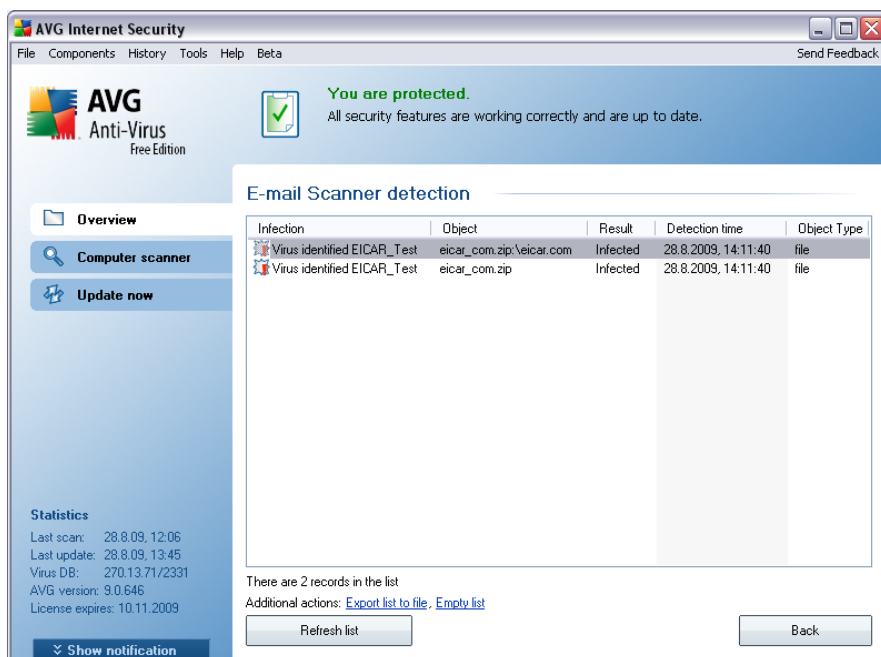 AVG Internet Security
File Components History Tools Help Beta Send Feedback
AVG
Anti-Virus
Free Edition
You are protected.
All security features are working correctly and are up to date.
Overview
Computer scanner
Update now
E-mail Scanner detection
Infection Object Result Detection time Object Type
Virus identified EICAR_Test eicar_com.zip:\eicar.com Infected 28.8.2009, 14:11:40 file
Virus identified EICAR_Test eicar_com.zip Infected 28.8.2009, 14:11:40 file
There are 2 records in the list
Additional actions: Export list to file, Empty list
Refresh list Back
Statistics
Last scan: 28.8.09, 12:06
Last update: 28.8.09, 13:45
Virus DB: 270.13.71/2331
AVG version: 9.0.646
License expires: 10.11.2009
Show notification